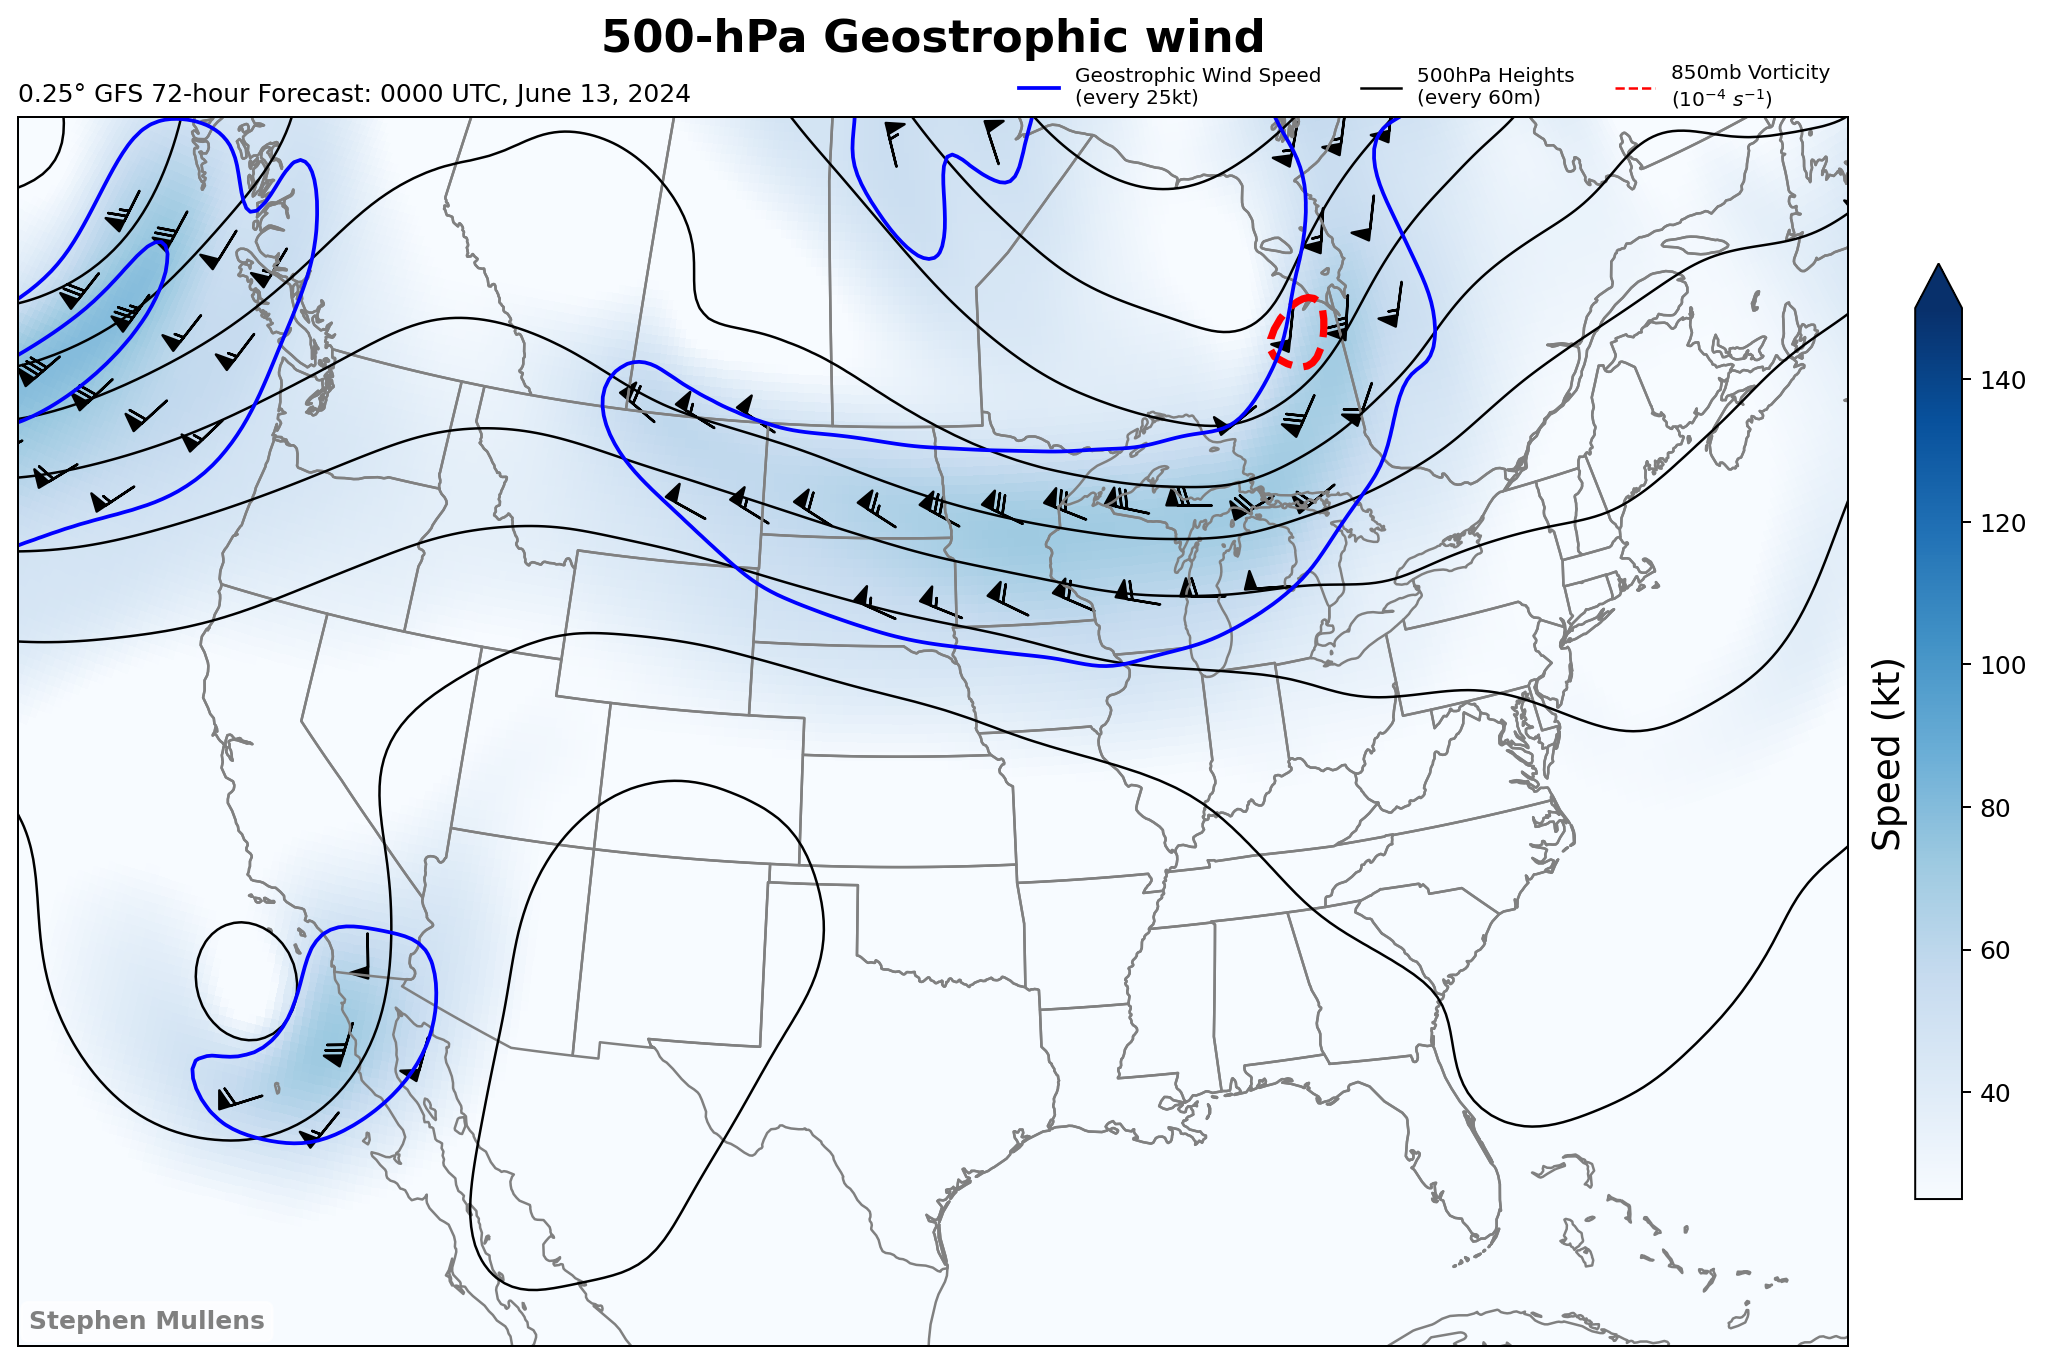 500-hPa Geostrophic wind
0.25° GFS 72-hour Forecast: 0000 UTC, June 13, 2024
Geostrophic Wind Speed
(every 25kt)
500hPa Heights
(every 60m)
850mb Vorticity
(10⁻⁴ s⁻¹)
140
120
100
80
60
40
Speed (kt)
Stephen Mullens